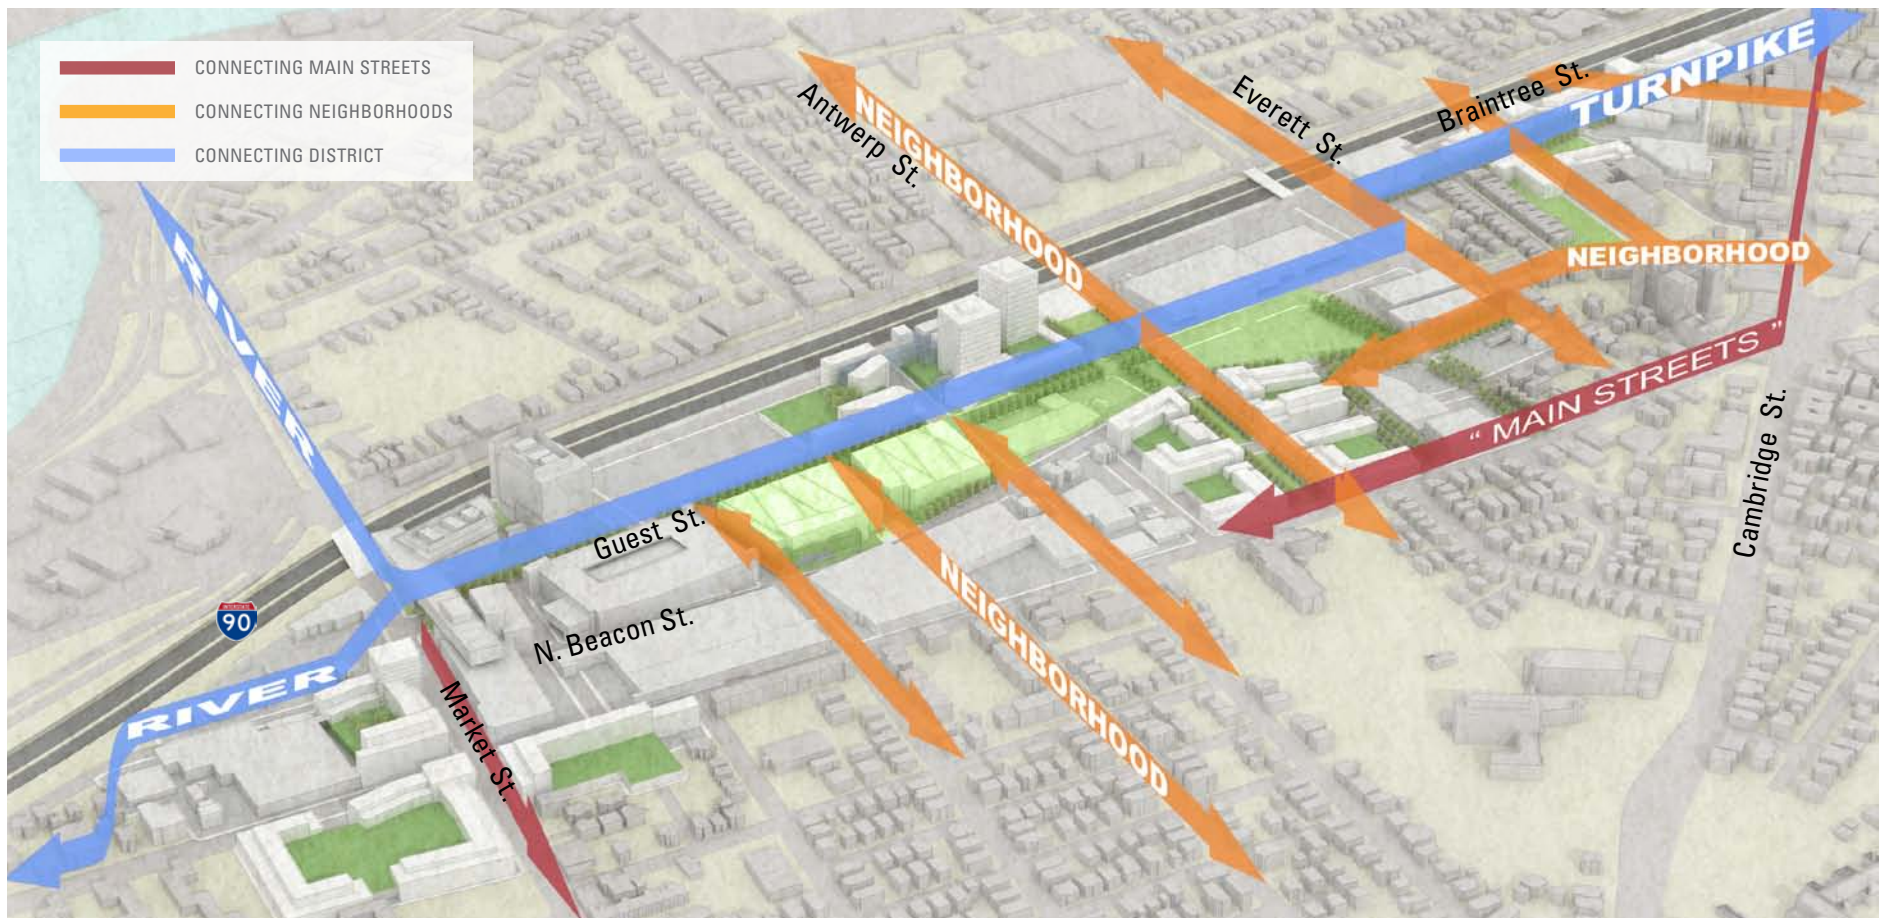 CONNECTING MAIN STREETS
CONNECTING NEIGHBORHOODS
CONNECTING DISTRICT
TURNPIKE
Braintree St.
Everett St.
Antwerp St.
NEIGHBORHOOD
NEIGHBORHOOD
RIVER
“ MAIN STREETS ”
Cambridge St.
Guest St.
NEIGHBORHOOD
INTERSTATE
90
N. Beacon St.
RIVER
Market St.